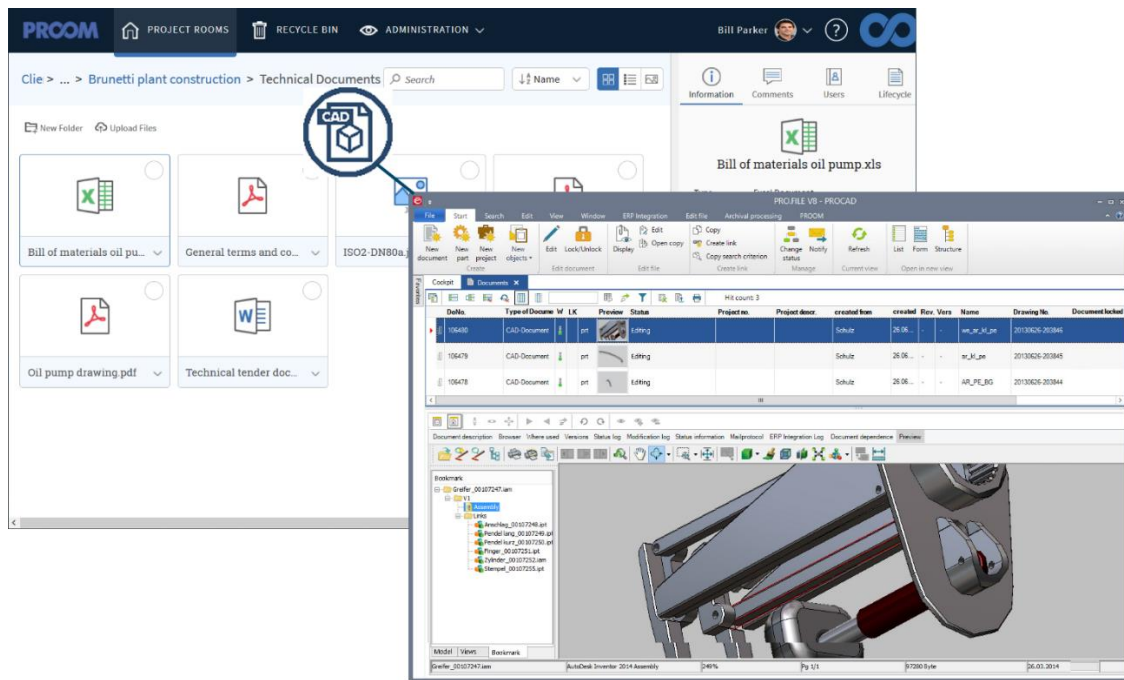 PROOM
PROJECT ROOMS
RECYCLE BIN
ADMINISTRATION
Bill Parker
?
Clie > ... > Brunetti plant construction > Technical Documents
Search
Name
Information
Comments
Users
Lifecycle
New Folder
Upload Files
CAD
Bill of materials oil pump.xls
Bill of materials oil pu...
General terms and co...
ISO2-DN80a.j
Oil pump drawing.pdf
Technical tender doc...
PRO.FILE V8 - PROCAD
File Start Search Edit View Window ERP Integration Edit file Archival processing PROOM
New document
New part
New project
New objects
Edit
Lock/Unlock
Display
Edit
Open copy
Copy
Create link
Copy search criterion
Change status
Notify
Refresh
List
Form
Structure
Create
Edit document
Edit file
Create link
Manage
Current view
Open in new view
Favorites
Cockpit
Documents
Hit count: 3
DoNo. Type of Docume W LK Preview Status Project no. Project descr. created from created Rev. Vers Name Drawing No. Document locked
106480 CAD-Document prt Editing Schulz 26.06... - - we_ar_kl_pe 20130626-203846
106479 CAD-Document prt Editing Schulz 26.06... - - ar_kl_pe 20130626-203845
106478 CAD-Document prt Editing Schulz 26.06... - - AR_PE_BG 20130626-203844
Document description Browser Where used Versions Status log Modification log Status information Mailprotocol ERP Integration Log Document dependence Preview
Bookmark
Greifer_00107247.iam
V1
Assembly
Links
Anschlag_00107248.ipt
Pendel lang_00107249.ipt
Pendel kurz_00107250.ipt
Finger_00107251.ipt
Zylinder_00107252.iam
Stempel_00107255.ipt
Model Views Bookmark
Greifer_00107247.iam AutoDesk Inventor 2014 Assembly 248% Pg 1/1 97280 Byte 26.03.2014